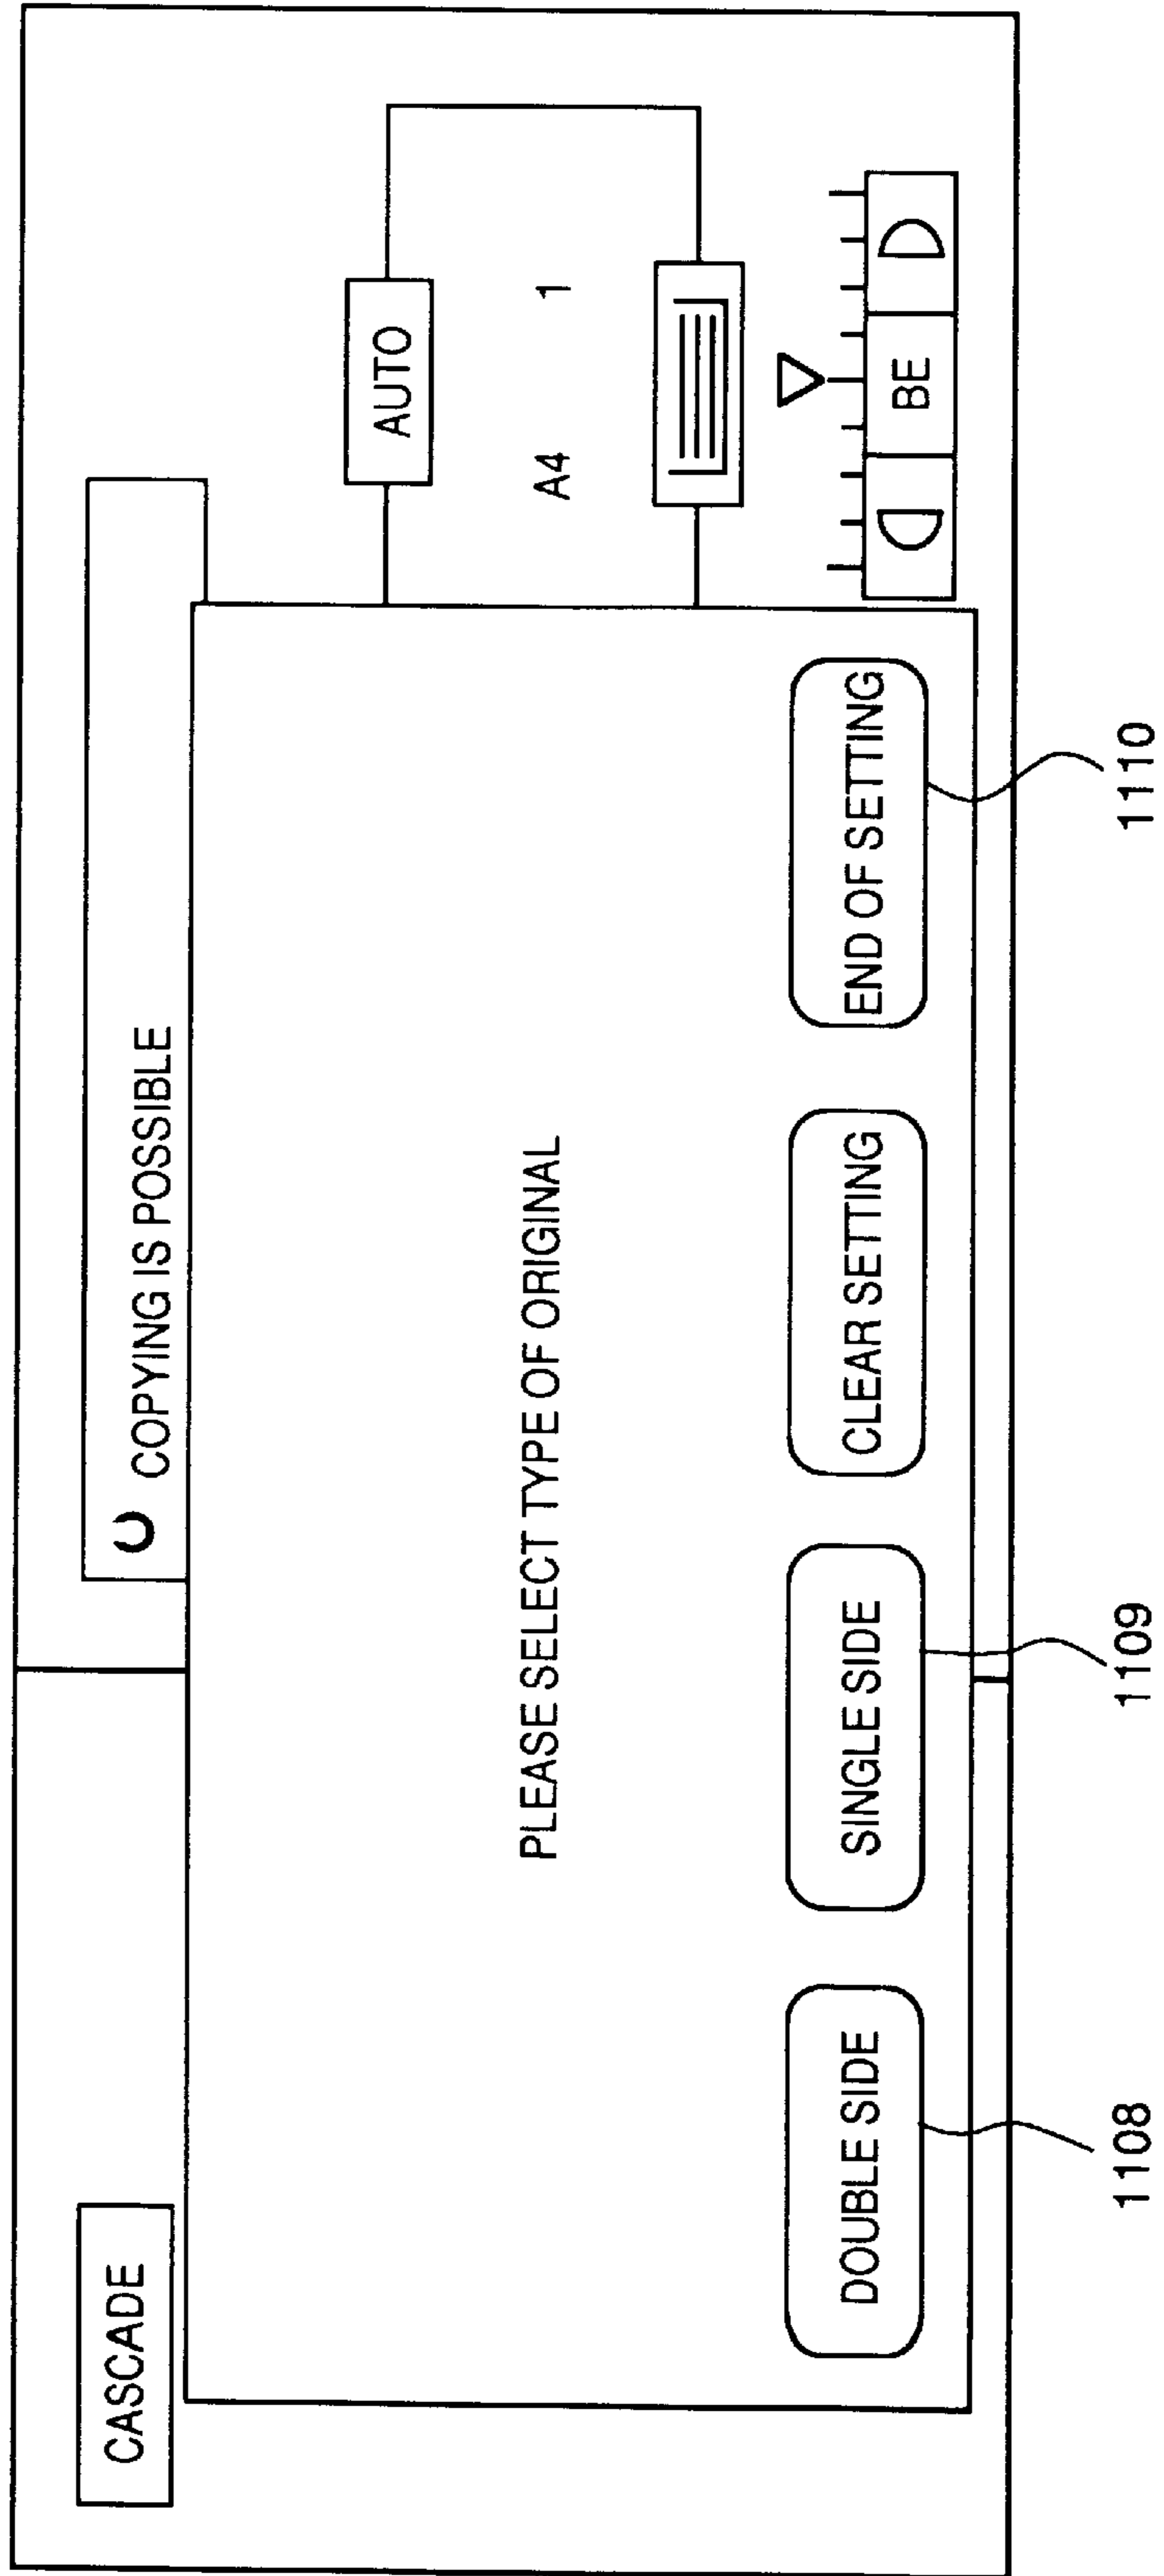 CASCADE
COPYING IS POSSIBLE
AUTO
A4 1
PLEASE SELECT TYPE OF ORIGINAL
BE
DOUBLE SIDE
SINGLE SIDE
CLEAR SETTING
END OF SETTING
1108
1109
1110